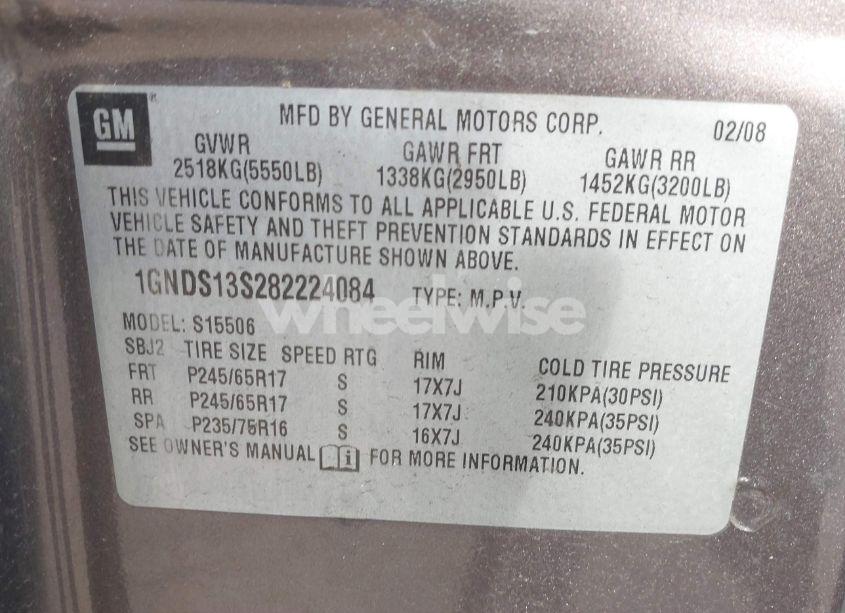 GM® MFD BY GENERAL MOTORS CORP. 02/08
GVWR GAWR FRT GAWR RR
2518KG(5550LB) 1338KG(2950LB) 1452KG(3200LB)
THIS VEHICLE CONFORMS TO ALL APPLICABLE U.S. FEDERAL MOTOR
VEHICLE SAFETY AND THEFT PREVENTION STANDARDS IN EFFECT ON
THE DATE OF MANUFACTURE SHOWN ABOVE.
1GNDS13S282224084 TYPE: M.P.V.
wheelwise
MODEL: S15506
SBJ2 TIRE SIZE SPEED RTG RIM COLD TIRE PRESSURE
FRT P245/65R17 S 17X7J 210KPA(30PSI)
RR P245/65R17 S 17X7J 240KPA(35PSI)
SPA P235/75R16 S 16X7J 240KPA(35PSI)
SEE OWNER'S MANUAL i FOR MORE INFORMATION.